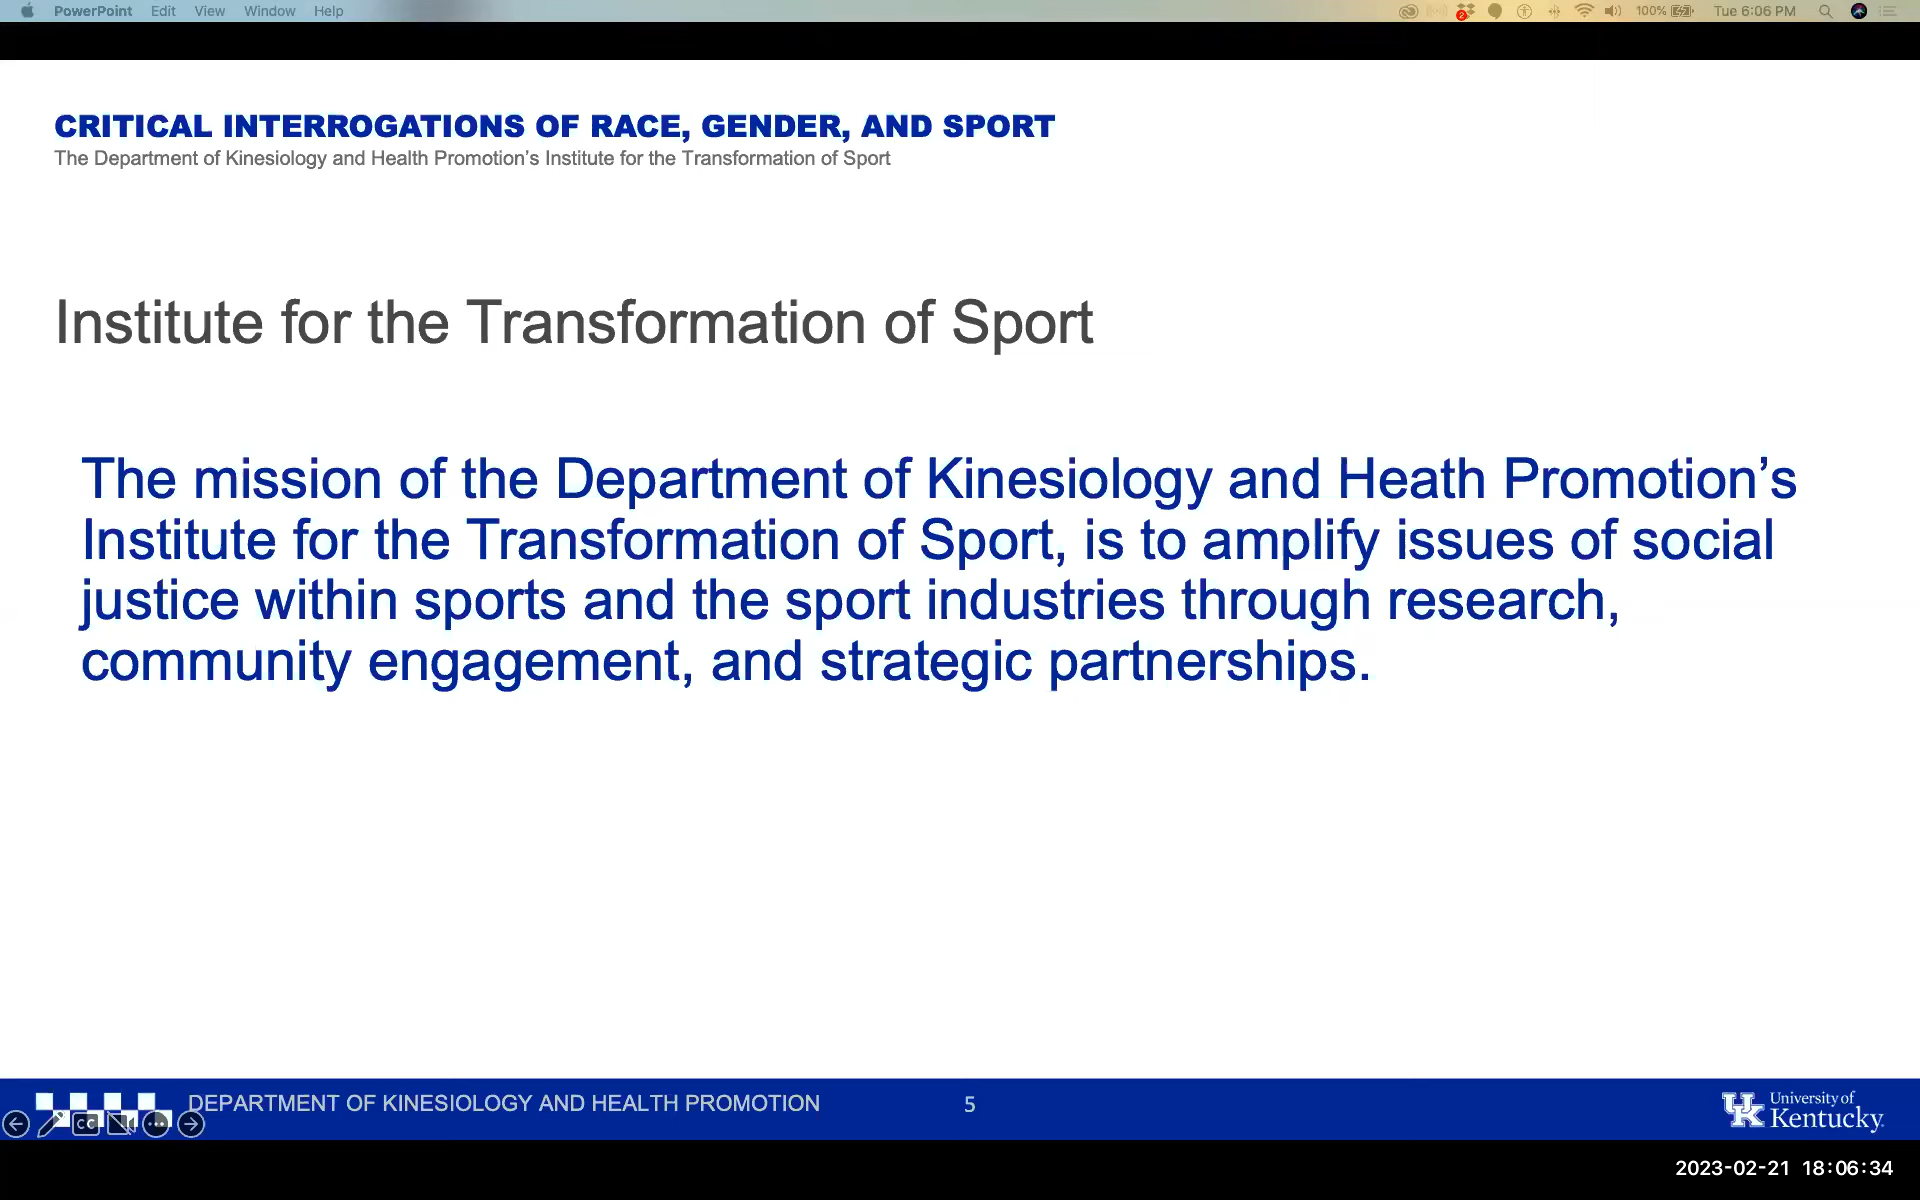 PowerPoint Edit View Window Help 2 100% Tue 6:06 PM
CRITICAL INTERROGATIONS OF RACE, GENDER, AND SPORT
The Department of Kinesiology and Health Promotion’s Institute for the Transformation of Sport
Institute for the Transformation of Sport
The mission of the Department of Kinesiology and Heath Promotion’s
Institute for the Transformation of Sport, is to amplify issues of social
justice within sports and the sport industries through research,
community engagement, and strategic partnerships.
DEPARTMENT OF KINESIOLOGY AND HEALTH PROMOTION 5
UK University of
Kentucky.
CC
2023-02-21 18:06:34